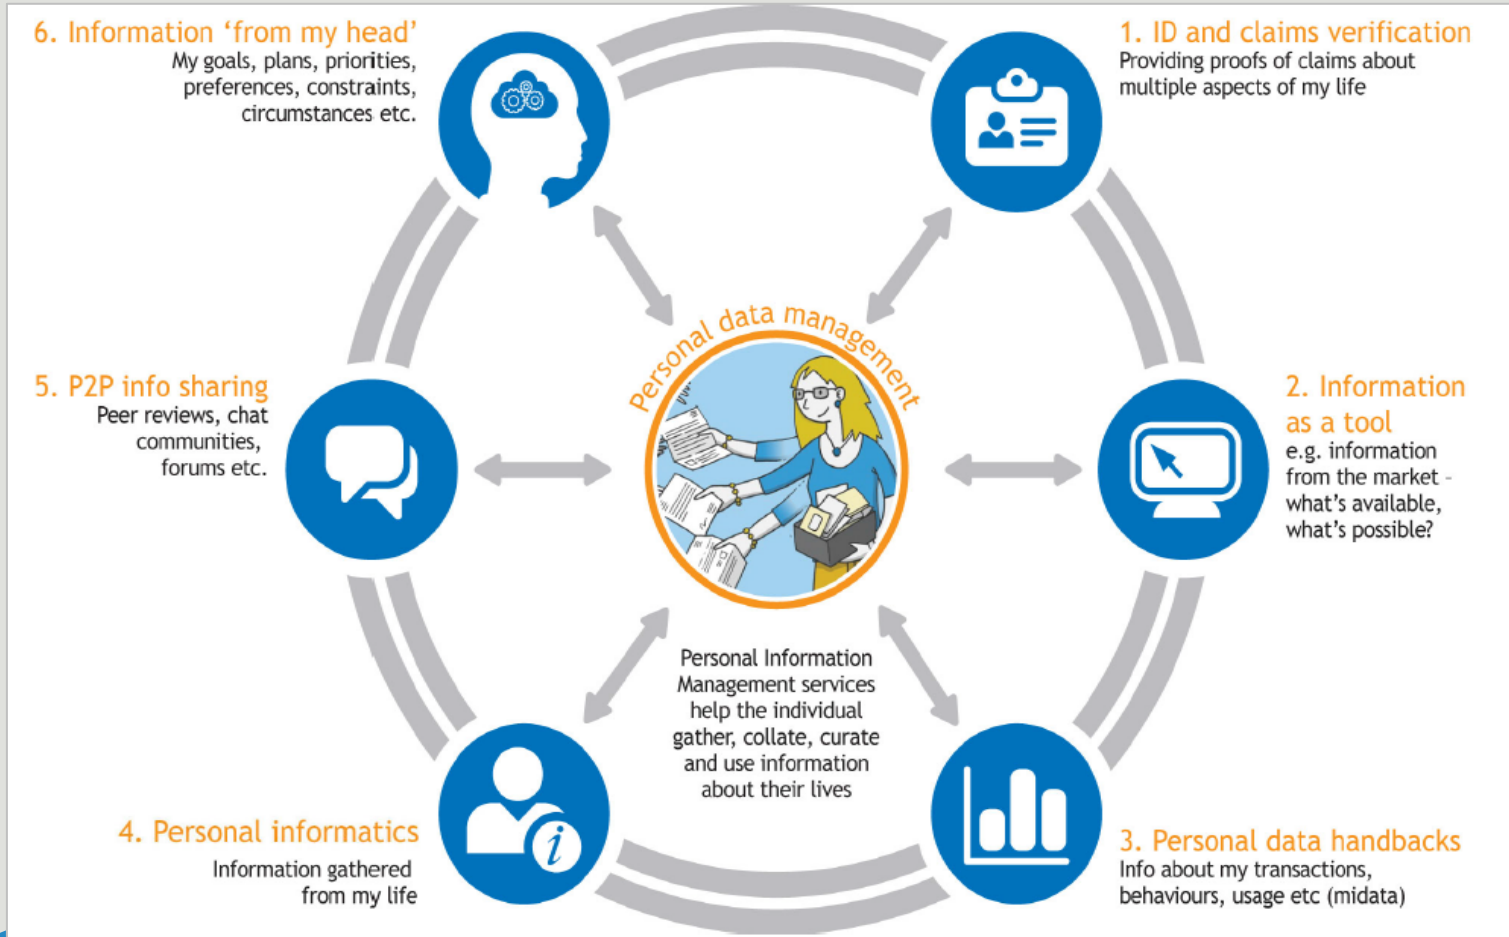 6. Information ‘from my head’
My goals, plans, priorities,
preferences, constraints,
circumstances etc.
1. ID and claims verification
Providing proofs of claims about
multiple aspects of my life
Personal data management
5. P2P info sharing
Peer reviews, chat
communities,
forums etc.
2. Information
as a tool
e.g. information
from the market -
what’s available,
what’s possible?
Personal Information
Management services
help the individual
gather, collate, curate
and use information
about their lives
4. Personal informatics
Information gathered
from my life
i
3. Personal data handbacks
Info about my transactions,
behaviours, usage etc (midata)